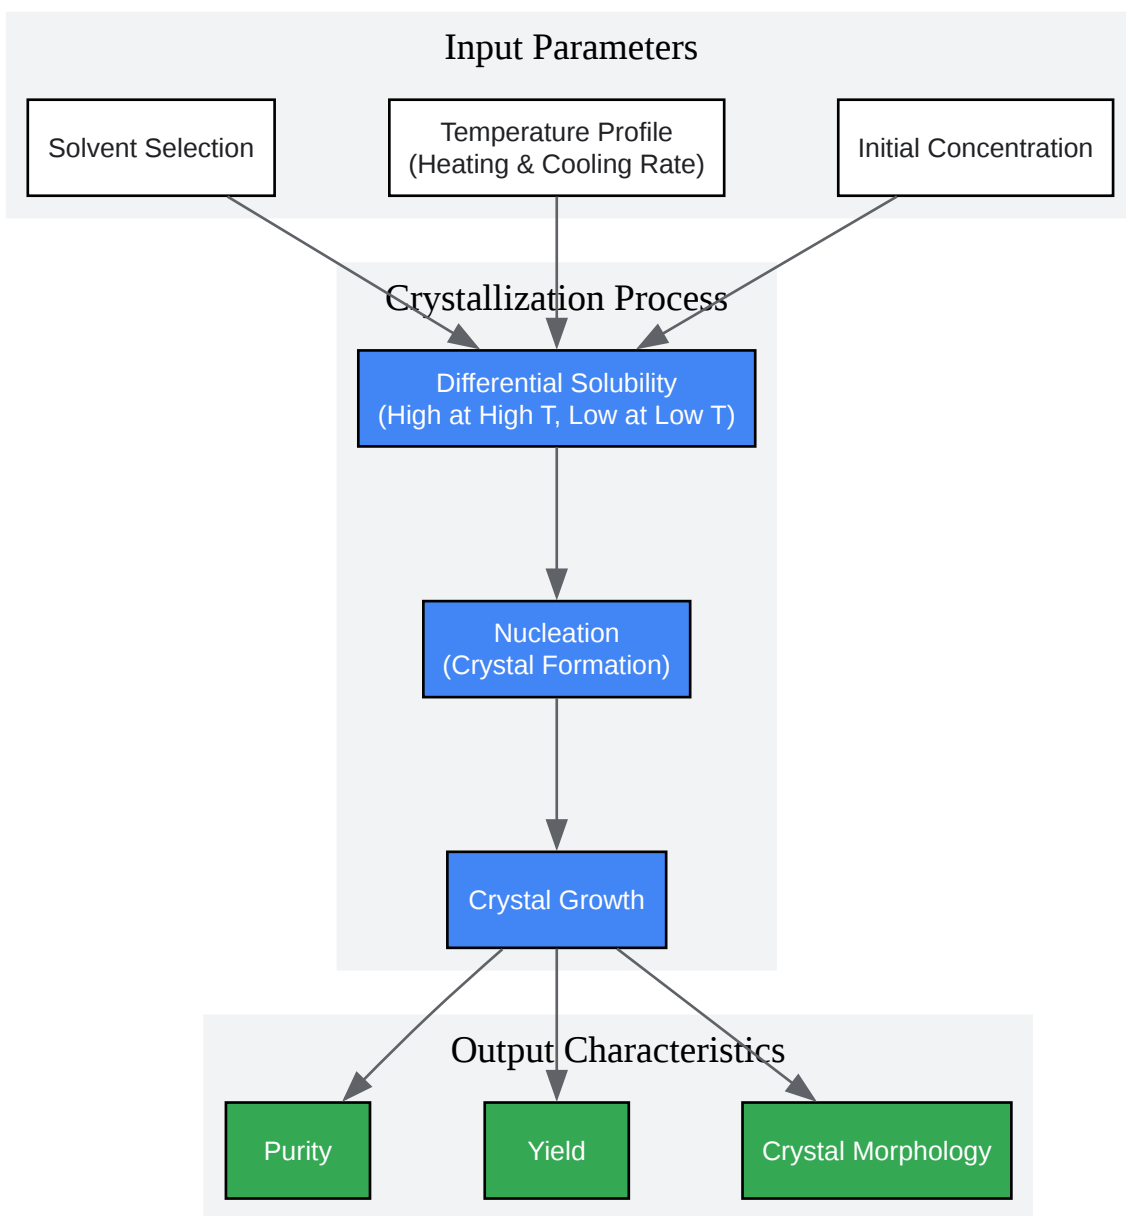 Input Parameters
Solvent Selection
Temperature Profile
(Heating & Cooling Rate)
Initial Concentration
Crystallization Process
Differential Solubility
(High at High T, Low at Low T)
Nucleation
(Crystal Formation)
Crystal Growth
Output Characteristics
Purity
Yield
Crystal Morphology